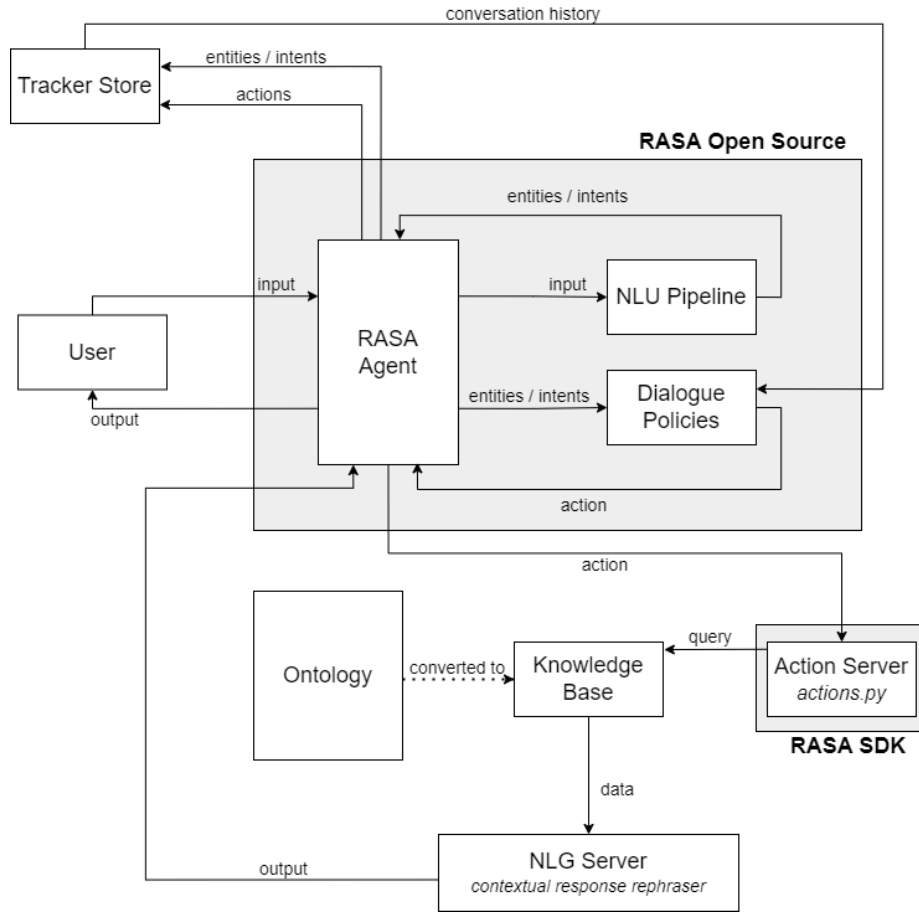 conversation history
entities / intents
Tracker Store
actions
RASA Open Source
entities / intents
input
input
NLU Pipeline
User
RASA
Agent
entities / intents
Dialogue
Policies
output
action
action
Ontology
converted to
Knowledge
Base
query
Action Server
actions.py
RASA SDK
data
output
NLG Server
contextual response rephraser